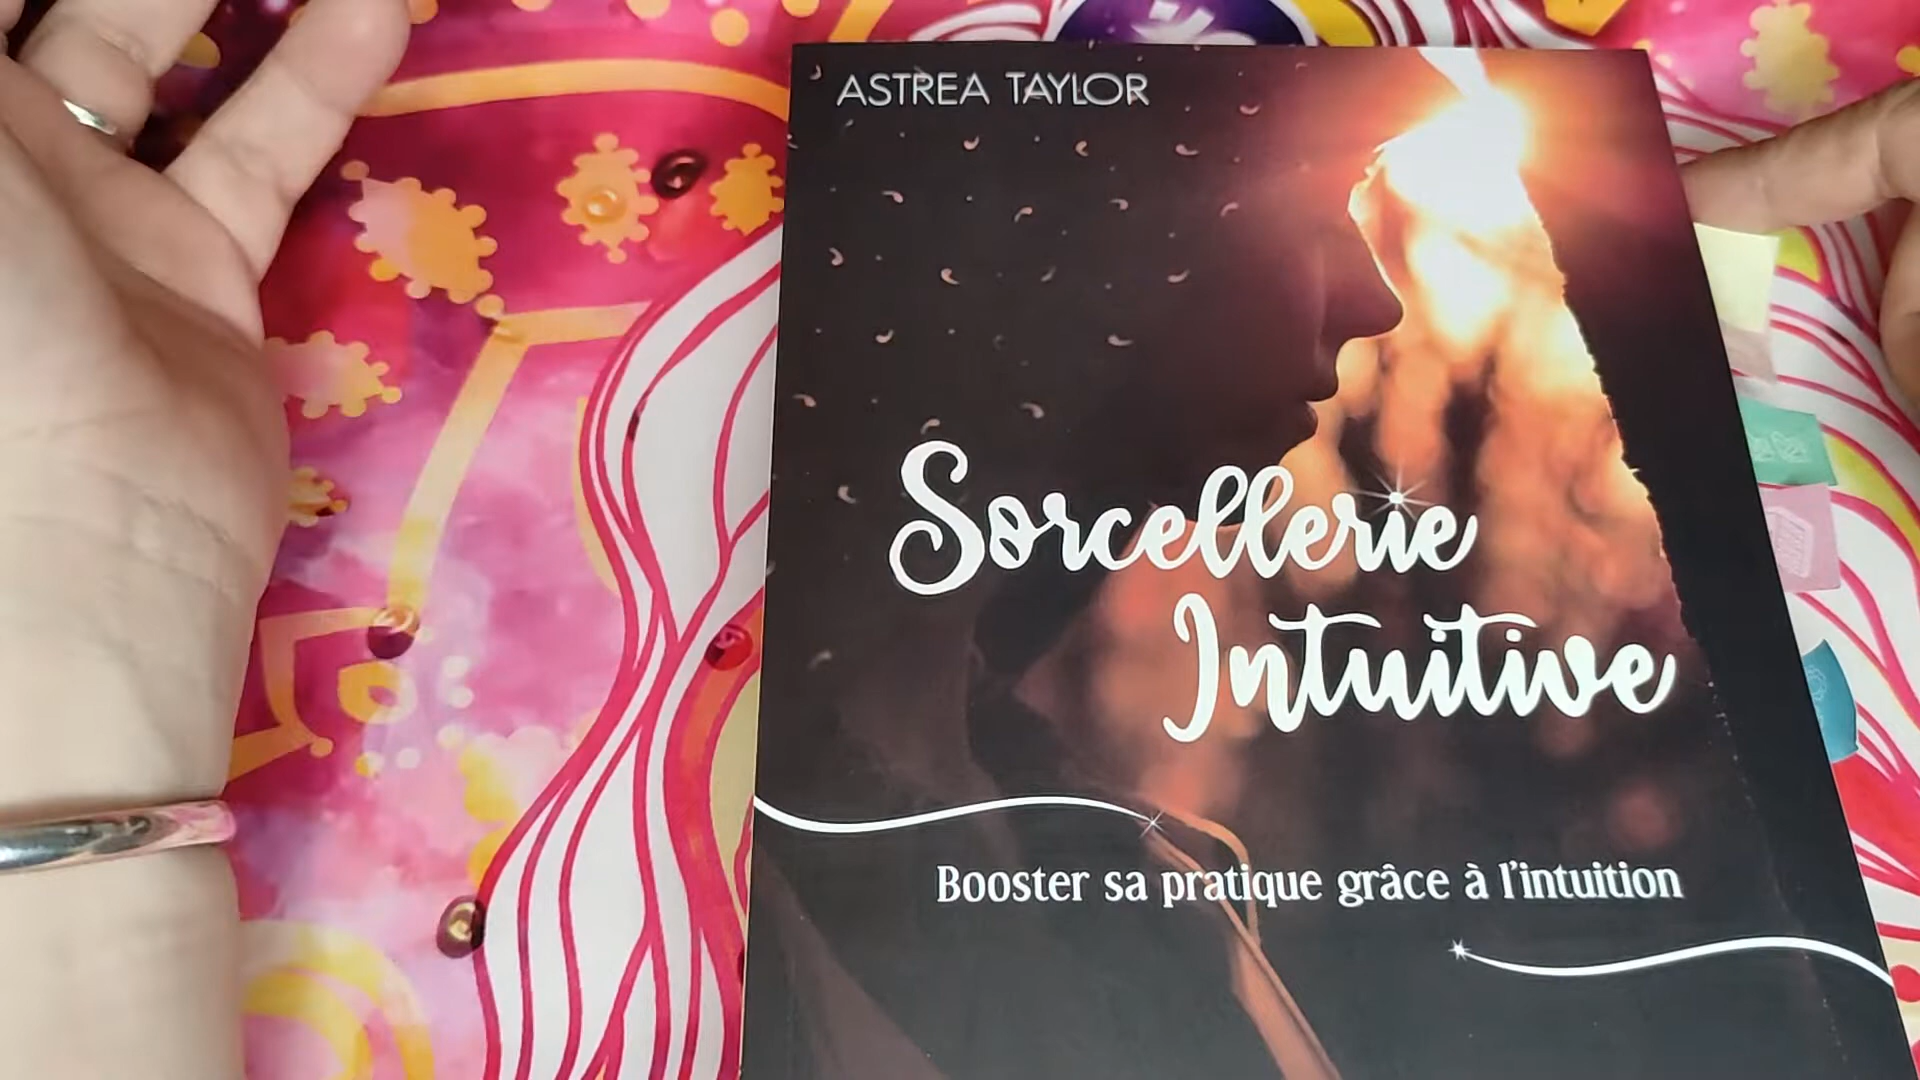 ASTREA TAYLOR
Sorcellerie
Intuitive
Booster sa pratique grâce à l'intuition